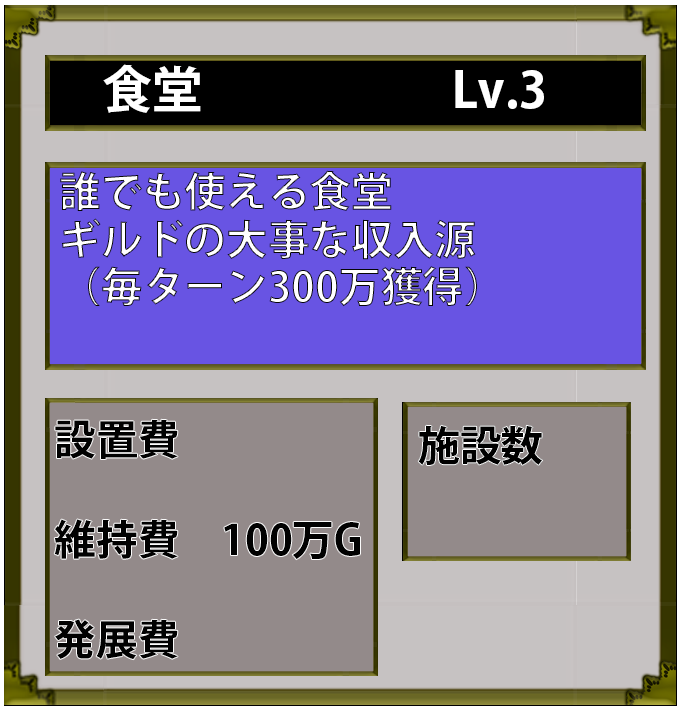 食堂 Lv.3
誰でも使える食堂
ギルドの大事な収入源
（毎ターン300万獲得）
設置費
維持費 100万G
発展費
施設数